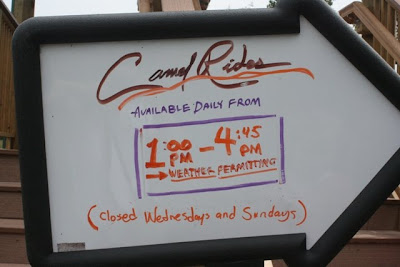 Camel Rides
AVAILABLE DAILY FROM
1:00 PM - 4:45 PM
→ WEATHER PERMITTING
(closed Wednesdays and Sundays)